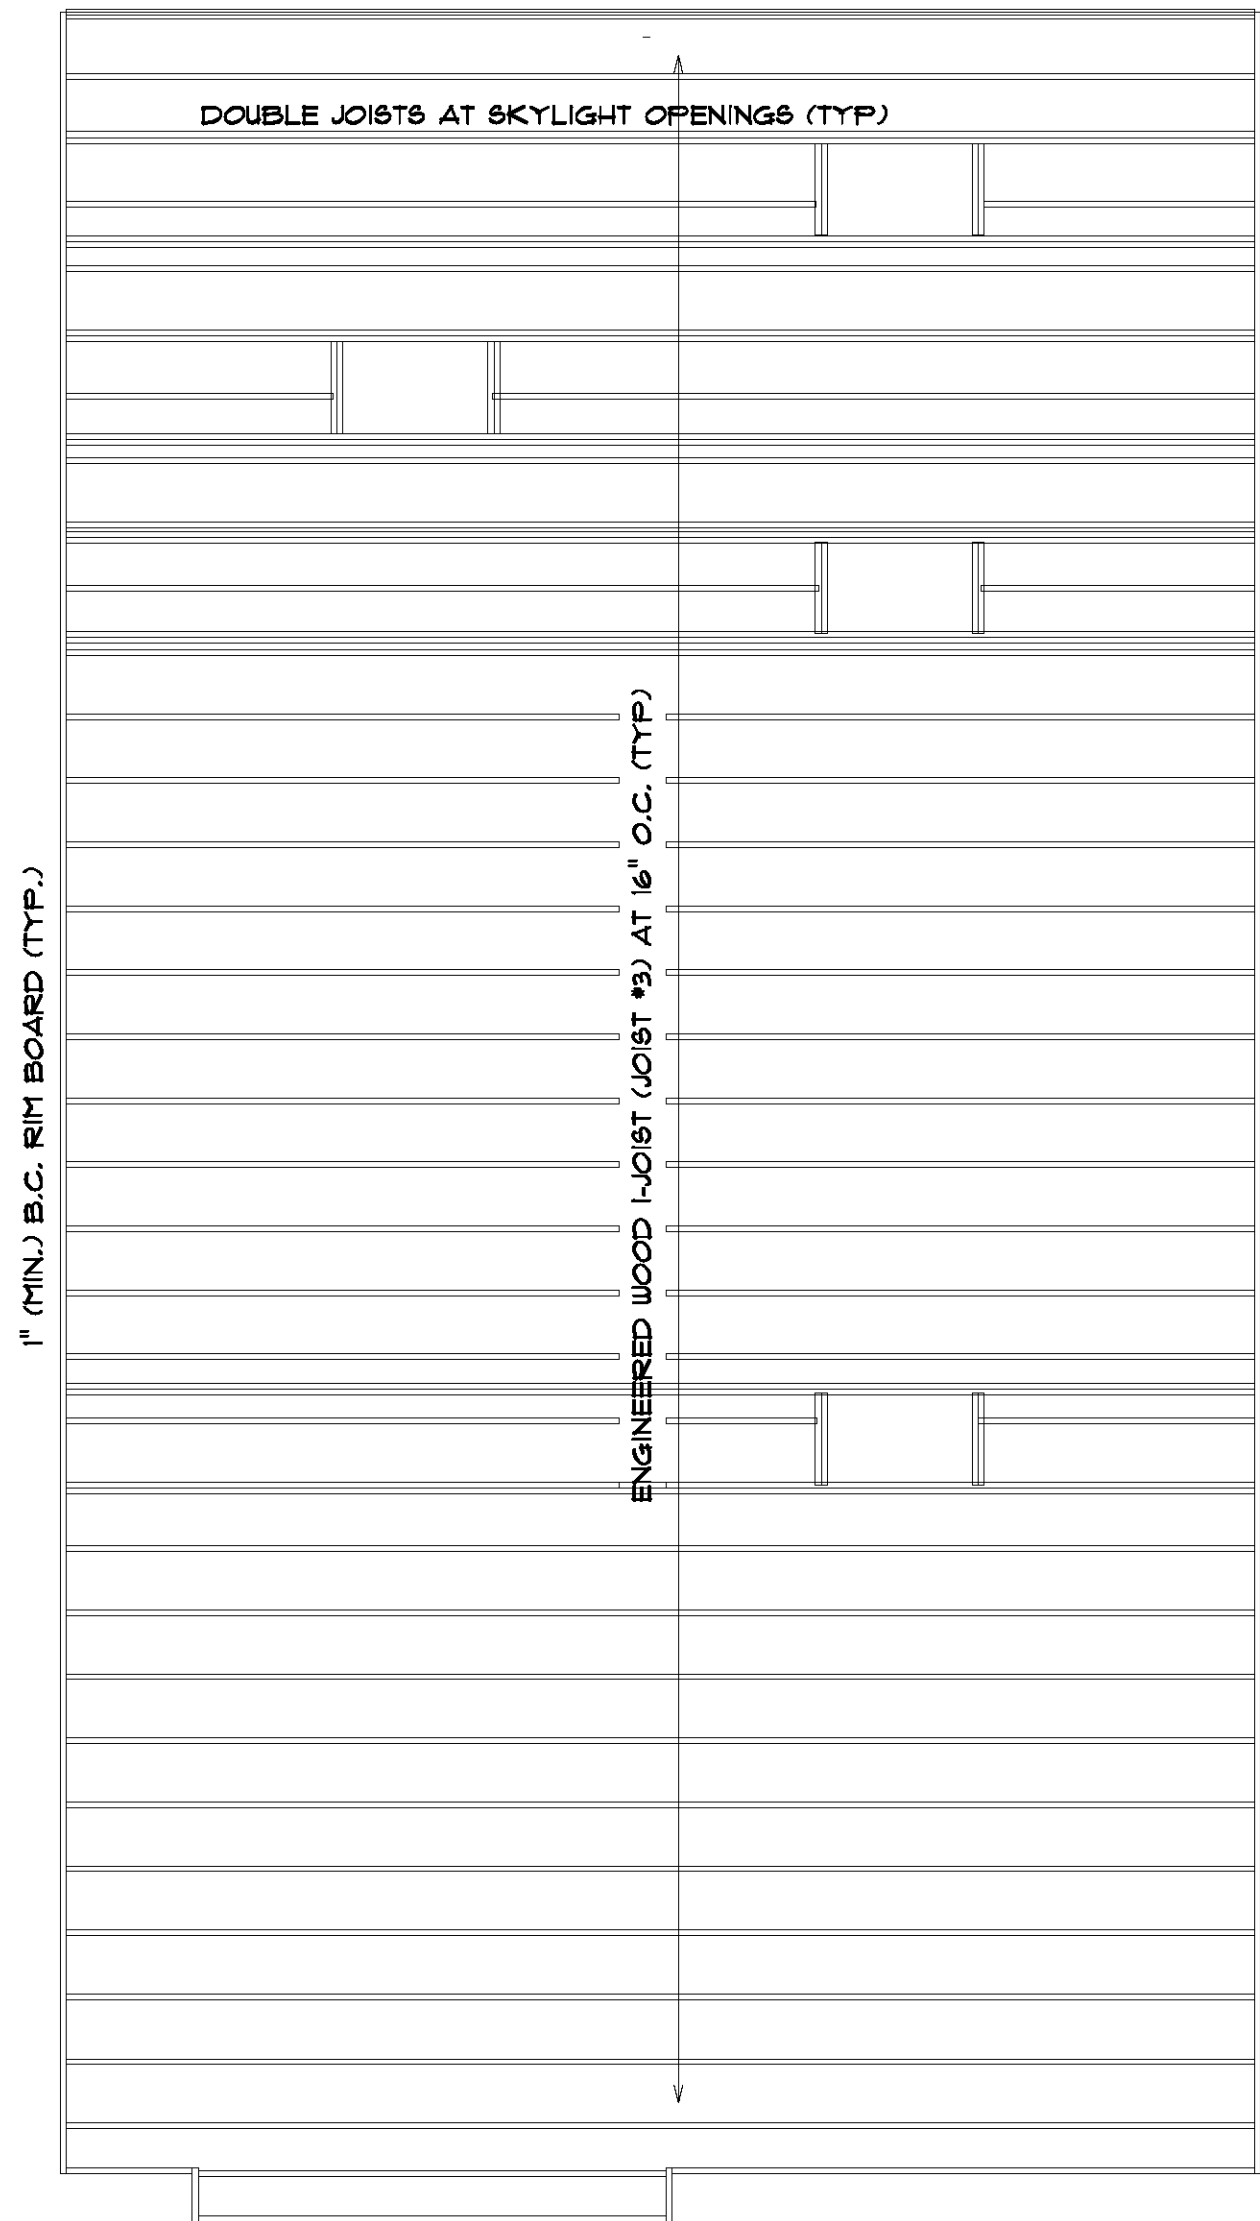 DOUBLE JOISTS AT SKYLIGHT OPENINGS (TYP)
ENGINEERED WOOD I-JOIST (JOIST #3) AT 16" O.C. (TYP)
1" (MIN.) B.C. RIM BOARD (TYP.)